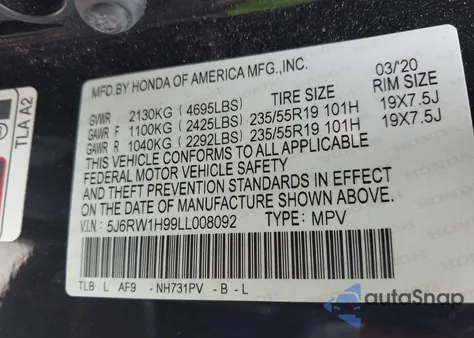 MFD.BY HONDA OF AMERICA MFG.,INC. 03/20
TIRE SIZE RIM SIZE
GVWR 2130KG (4695LBS)
GAWR F 1100KG (2425LBS) 235/55R19 101H 19X7.5J
GAWR R 1040KG (2292LBS) 235/55R19 101H 19X7.5J
THIS VEHICLE CONFORMS TO ALL APPLICABLE
FEDERAL MOTOR VEHICLE SAFETY
AND THEFT PREVENTION STANDARDS IN EFFECT
ON THE DATE OF MANUFACTURE SHOWN ABOVE.
V.I.N.: 5J6RW1H99LL008092 TYPE: MPV
TLB L AF9 -NH731PV -B-L
TLA A2
autoSnap